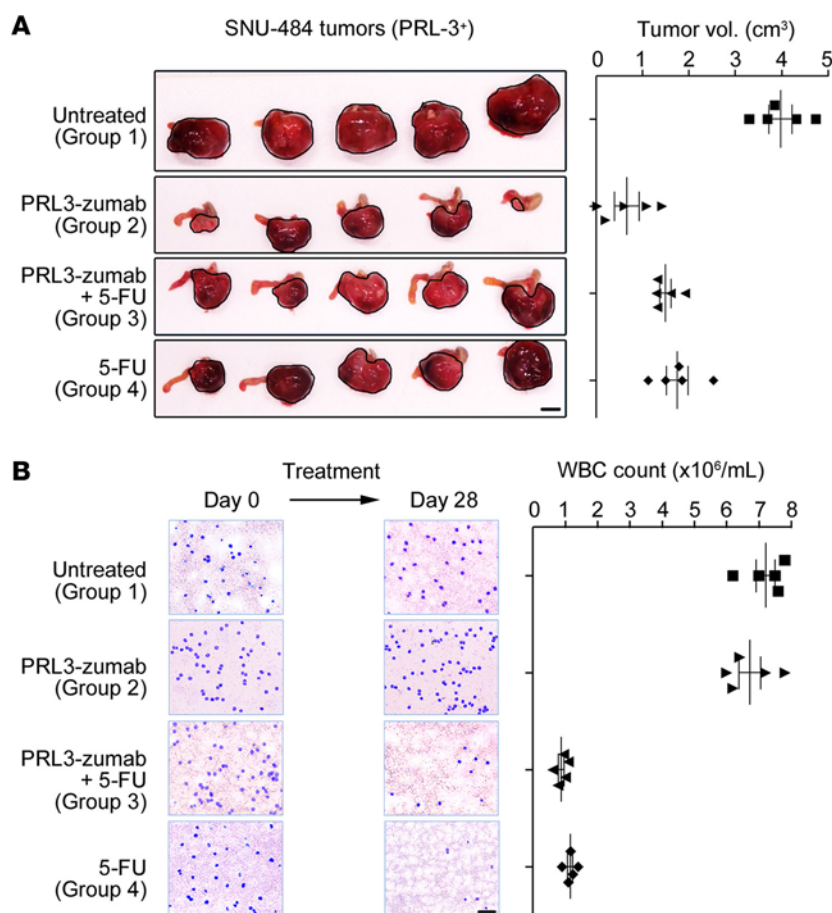 A
SNU-484 tumors (PRL-3⁺)
Tumor vol. (cm³)
0 1 2 3 4 5
Untreated
(Group 1)
PRL3-zumab
(Group 2)
PRL3-zumab
+ 5-FU
(Group 3)
5-FU
(Group 4)
B
Treatment
WBC count (x10⁶/mL)
Day 0
Day 28
0 1 2 3 4 5 6 7 8
Untreated
(Group 1)
PRL3-zumab
(Group 2)
PRL3-zumab
+ 5-FU
(Group 3)
5-FU
(Group 4)